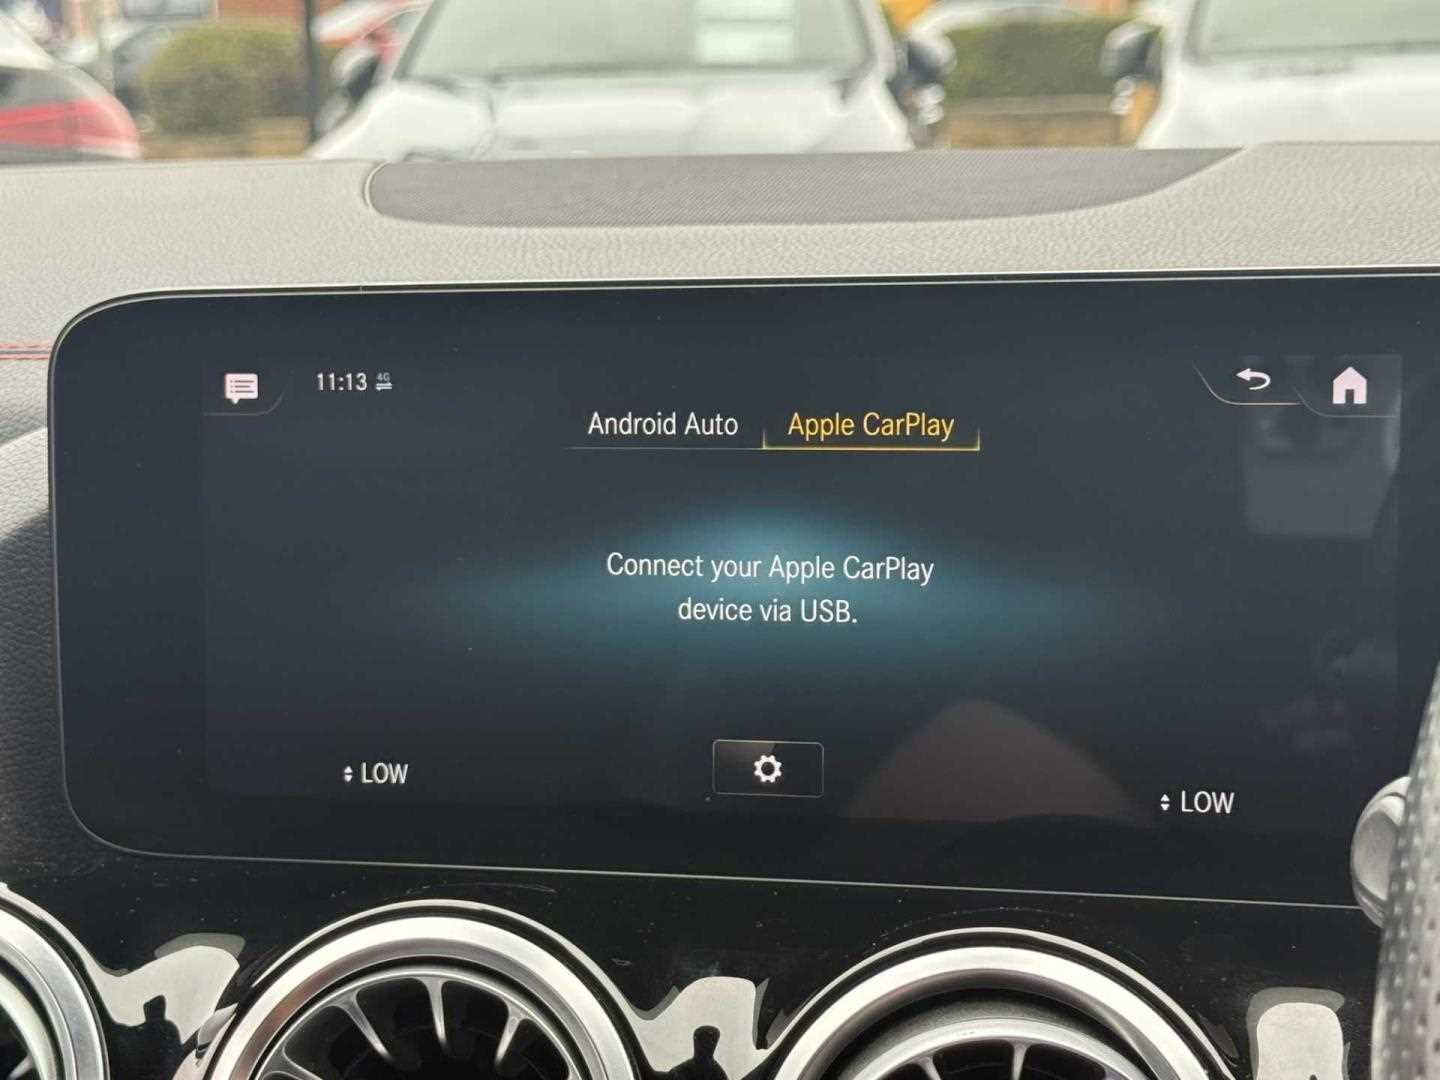 11:13 4G
Android Auto Apple CarPlay
Connect your Apple CarPlay
device via USB.
LOW
LOW